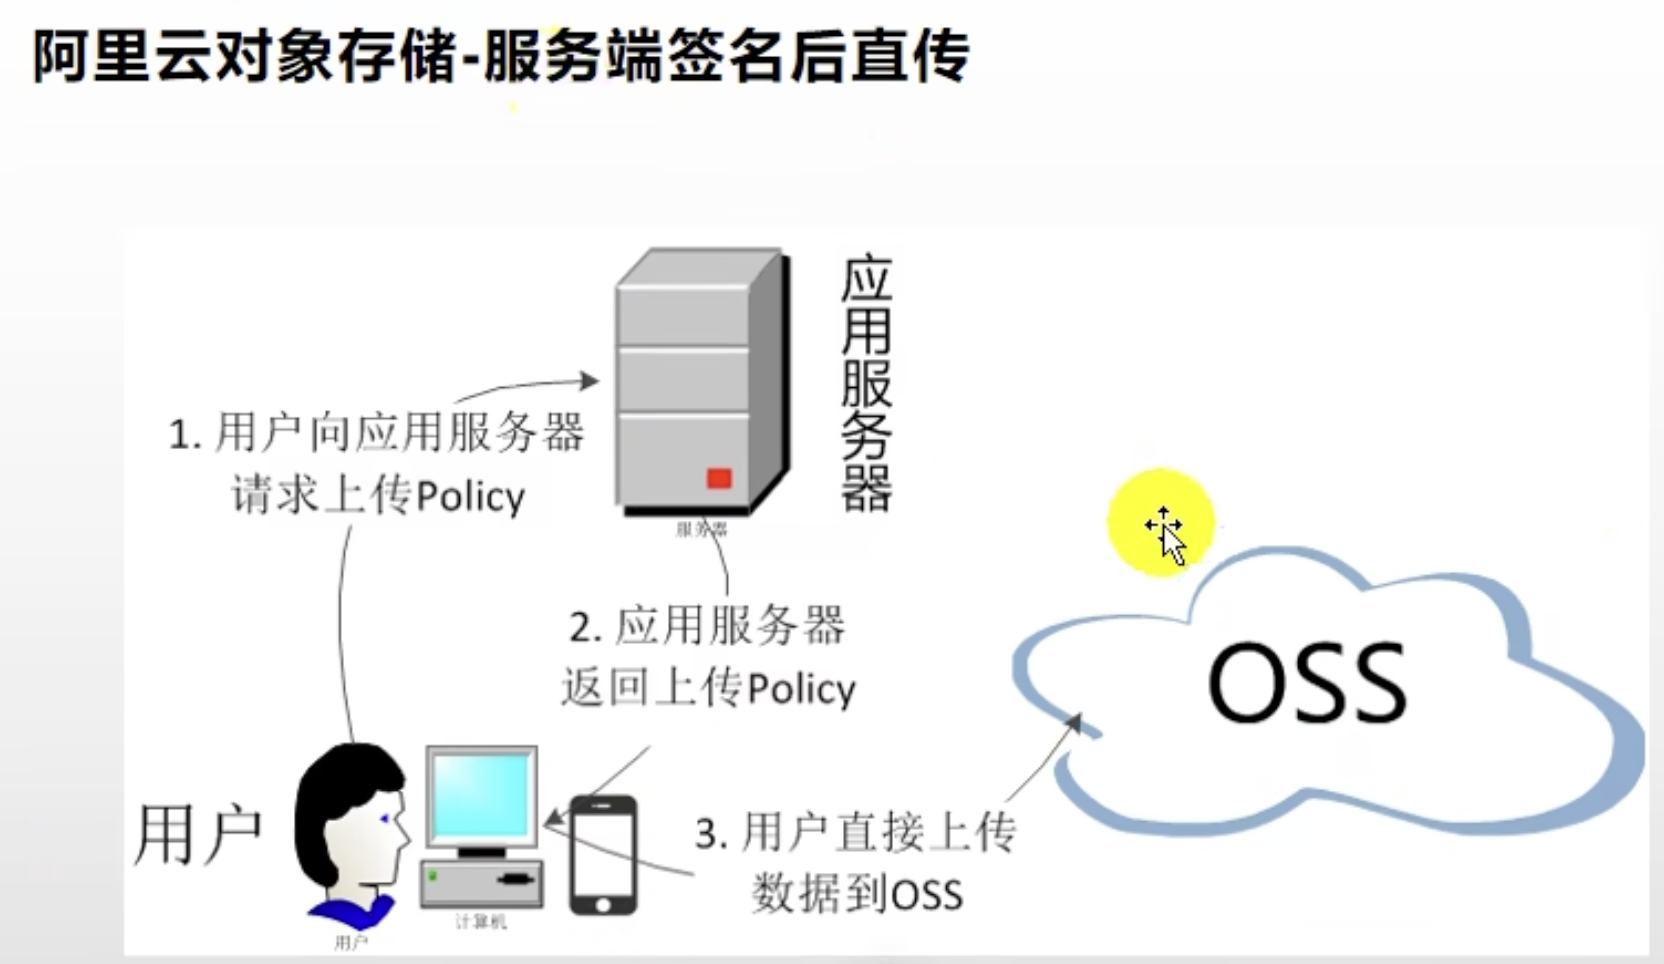 阿里云对象存储-服务端签名后直传
应用服务器
1. 用户向应用服务器
请求上传Policy
服务器
2. 应用服务器
返回上传Policy
OSS
用户
3. 用户直接上传
数据到OSS
计算机
用户